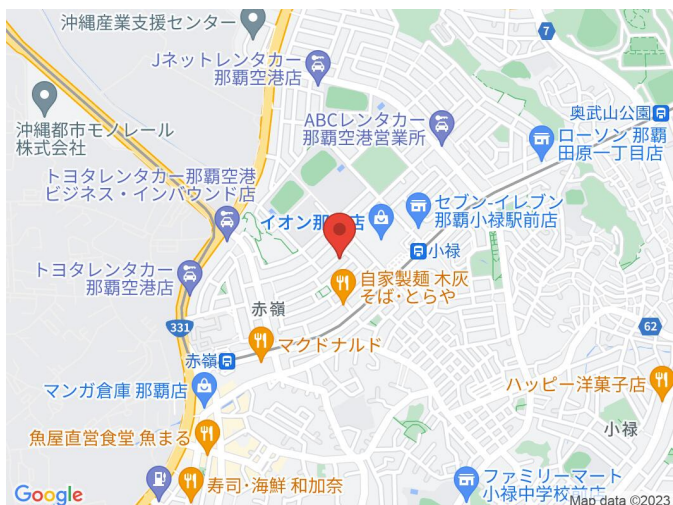 沖縄産業支援センター
7
Jネットレンタカー
那覇空港店
沖縄都市モノレール
株式会社
ABCレンタカー
那覇空港営業所
奥武山公園
ローソン 那覇
田原一丁目店
トヨタレンタカー那覇空港
ビジネス・インバウンド店
イオン那覇店
セブン-イレブン
那覇小禄駅前店
小禄
トヨタレンタカー
那覇空港店
自家製麺 木灰
そば・とらや
赤嶺
331
62
マクドナルド
赤嶺
マンガ倉庫 那覇店
ハッピー洋菓子店
小禄
魚屋直営食堂 魚まる
寿司・海鮮 和加奈
ファミリーマート
小禄中学校前店
Google
Map data ©2023